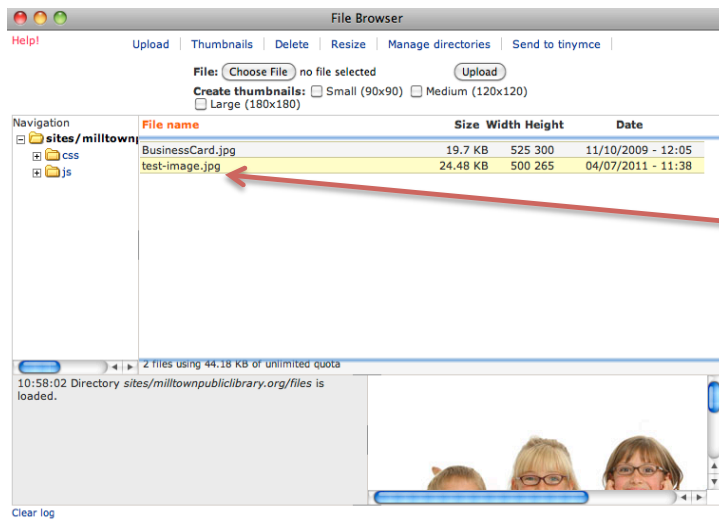 File Browser
Help!
Upload | Thumbnails | Delete | Resize | Manage directories | Send to tinymce |
File: Choose File no file selected Upload
Create thumbnails: Small (90x90) Medium (120x120)
Large (180x180)
Navigation
sites/milltownp
css
js
File name Size Width Height Date
BusinessCard.jpg 19.7 KB 525 300 11/10/2009 - 12:05
test-image.jpg 24.48 KB 500 265 04/07/2011 - 11:38
2 files using 44.18 KB of unlimited quota
10:58:02 Directory sites/milltownpubliclibrary.org/files is
loaded.
Clear log